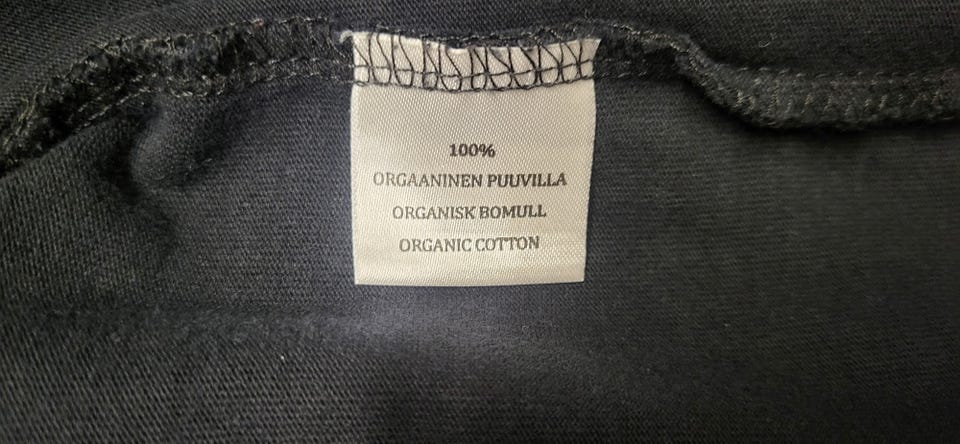 100%
ORGAANINEN PUUVILLA
ORGANISK BOMULL
ORGANIC COTTON